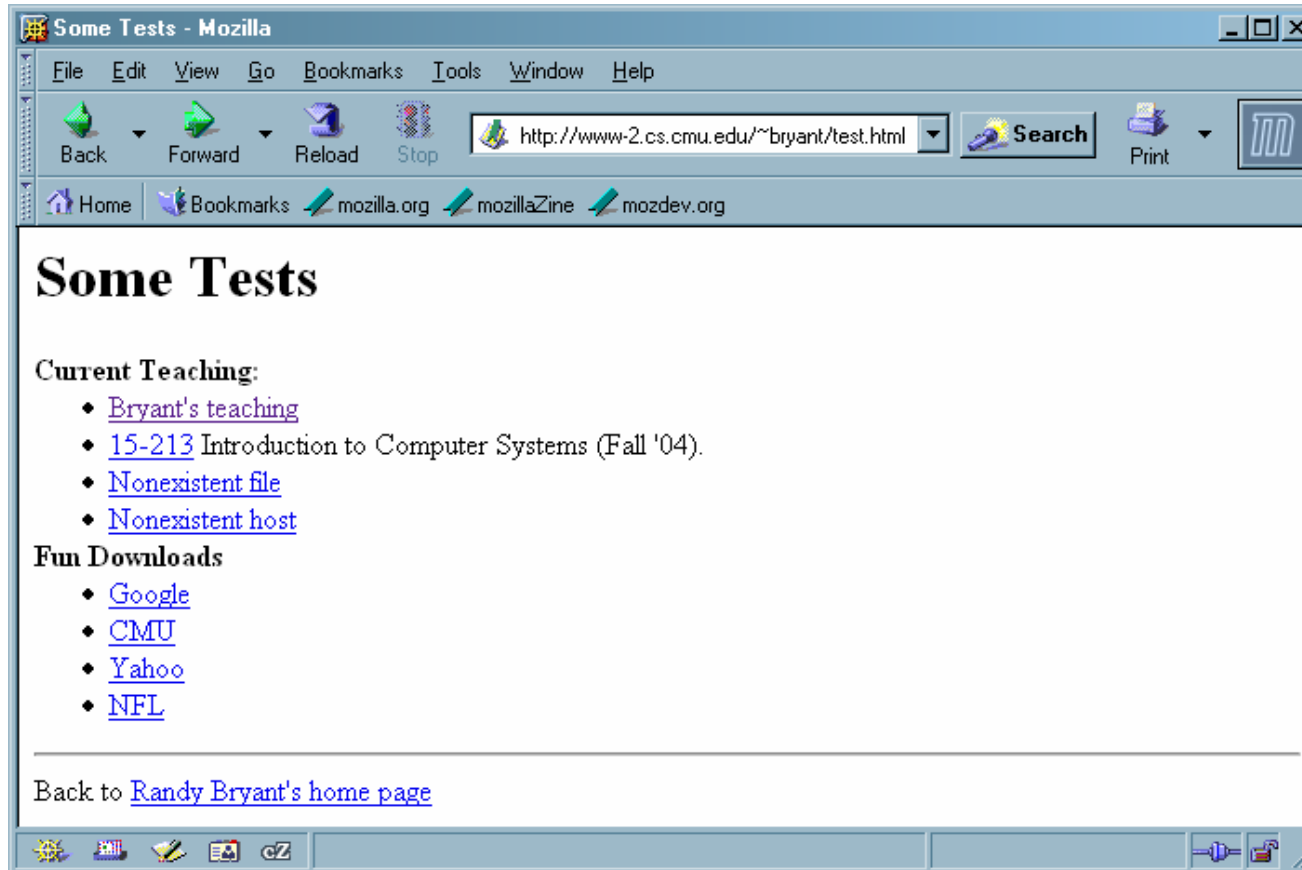 Some Tests - Mozilla
File Edit View Go Bookmarks Tools Window Help
Back Forward Reload Stop http://www-2.cs.cmu.edu/~bryant/test.html Search Print
Home Bookmarks mozilla.org mozillaZine mozdev.org
Some Tests
Current Teaching:
• Bryant's teaching
• 15-213 Introduction to Computer Systems (Fall '04).
• Nonexistent file
• Nonexistent host
Fun Downloads
• Google
• CMU
• Yahoo
• NFL
Back to Randy Bryant's home page
cZ